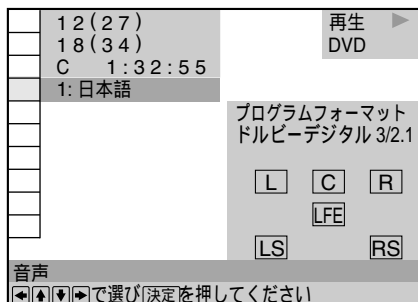 12(27)
18(34)
C 1:32:55
1:日本語
再生 ▶
DVD
プログラムフォーマット
ドルビーデジタル 3/2.1
L C R
LFE
LS RS
音声
←↑↓→で選び決定を押してください